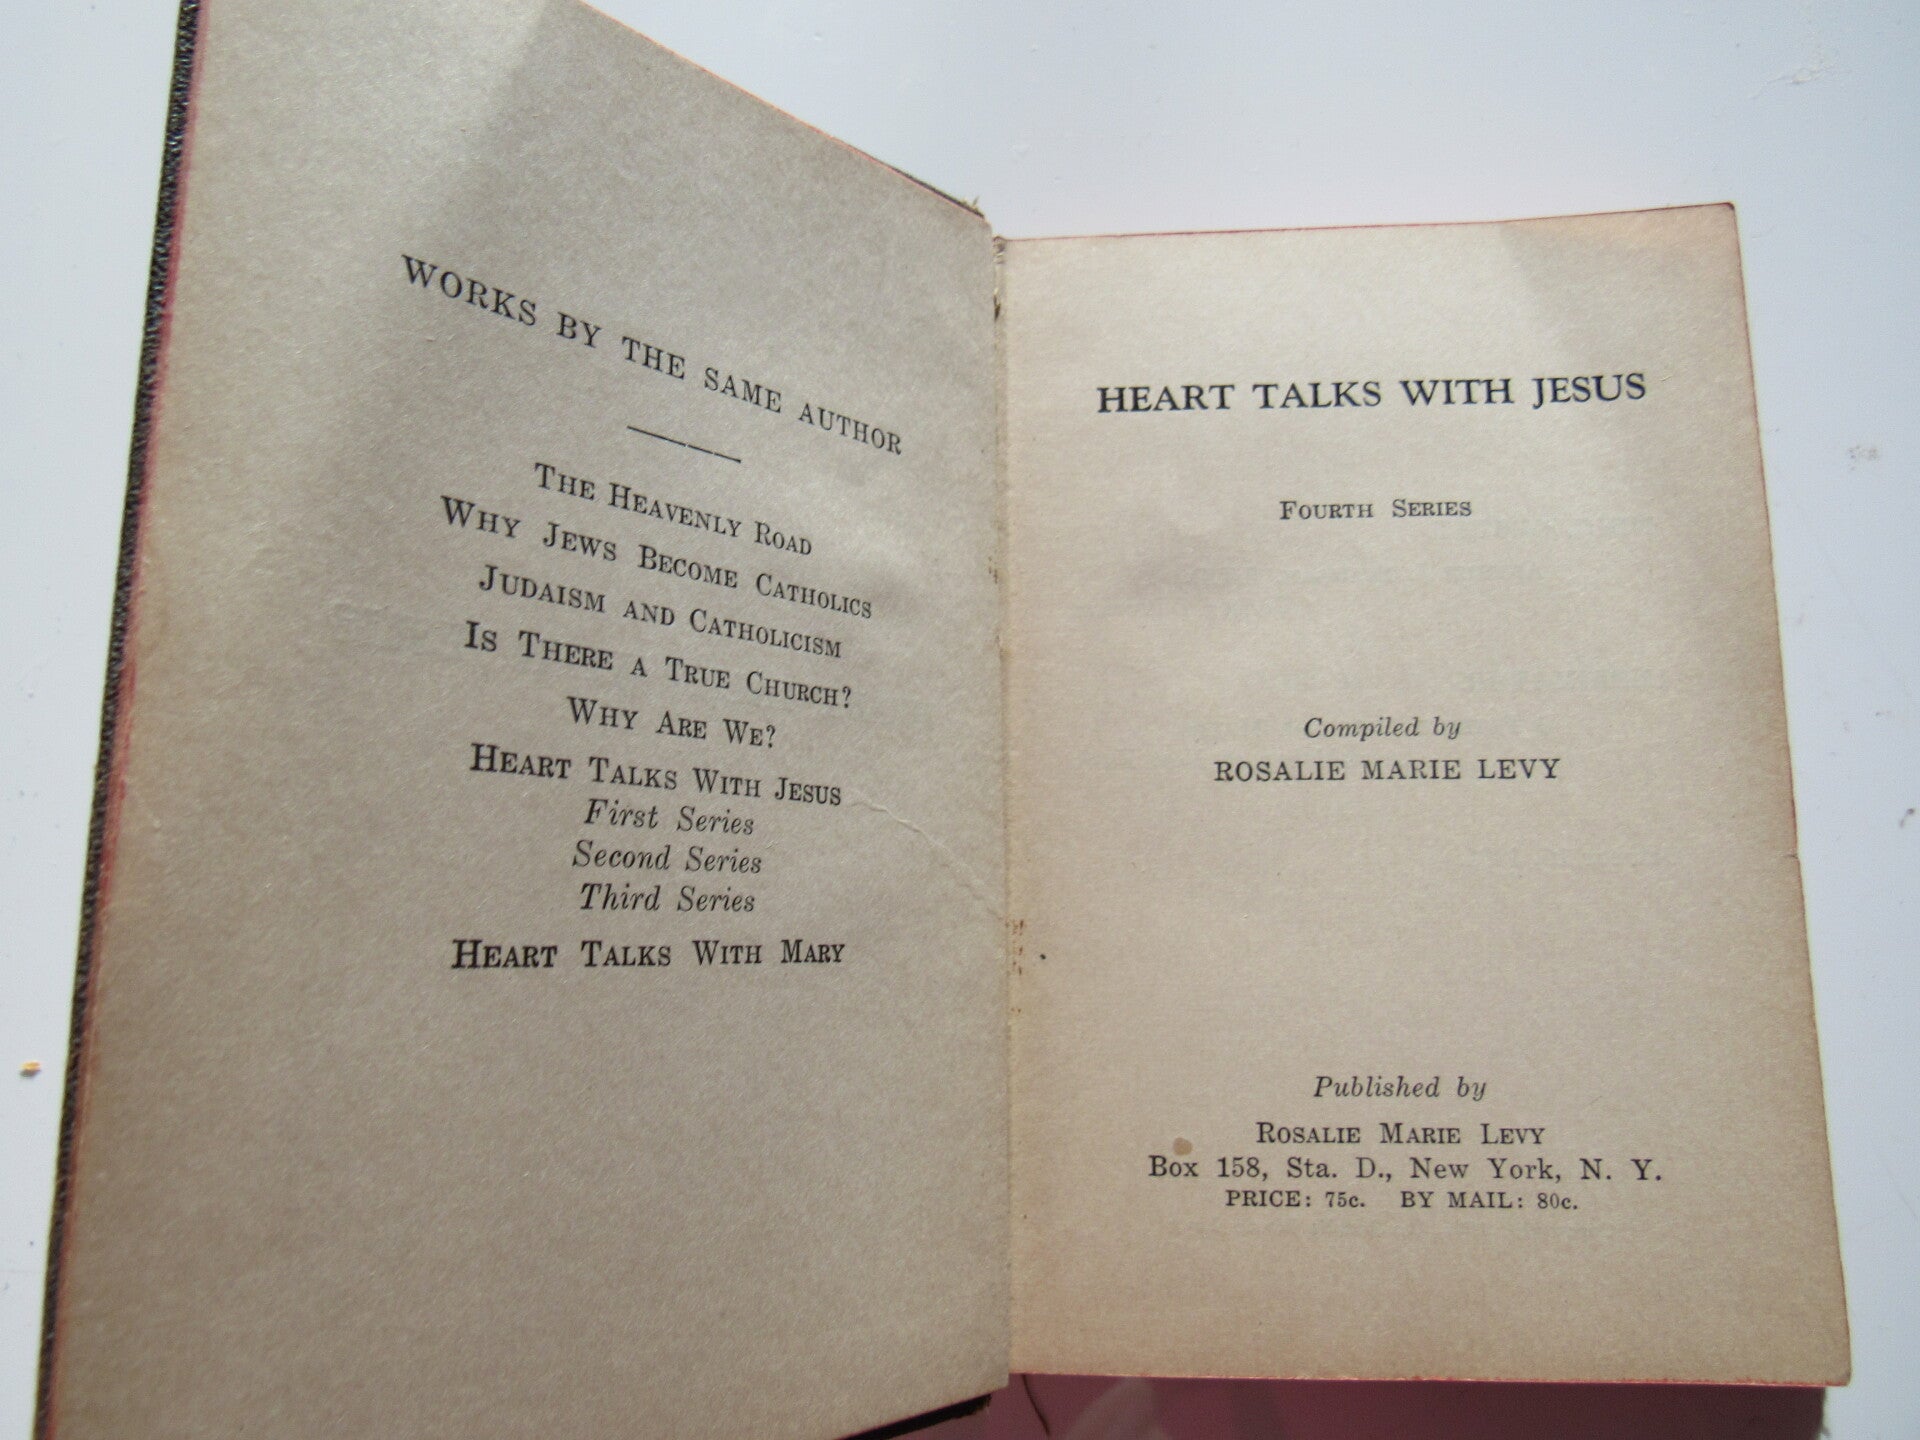 WORKS BY THE SAME AUTHOR
THE HEAVENLY ROAD
WHY JEWS BECOME CATHOLICS
JUDAISM AND CATHOLICISM
IS THERE A TRUE CHURCH?
WHY ARE WE?
HEART TALKS WITH JESUS
First Series
Second Series
Third Series
HEART TALKS WITH MARY
HEART TALKS WITH JESUS
FOURTH SERIES
Compiled by
ROSALIE MARIE LEVY
Published by
ROSALIE MARIE LEVY
Box 158, Sta. D., New York, N. Y.
PRICE: 75c. BY MAIL: 80c.